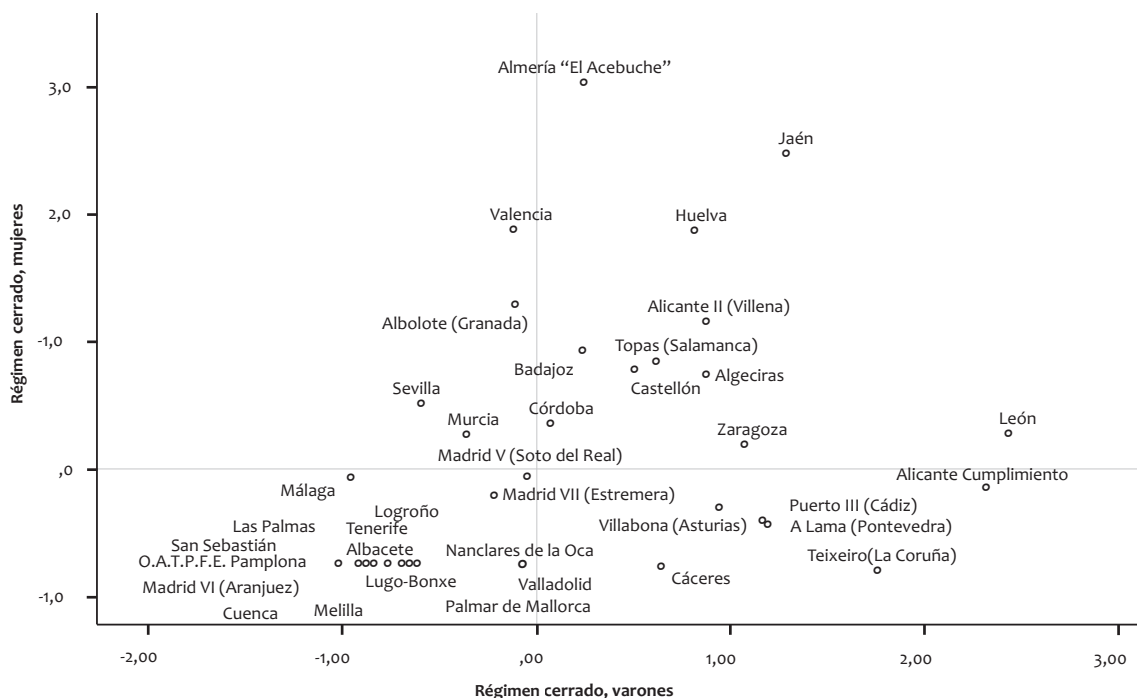 Almería “El Acebuche”
3,0
Jaén
Valencia
Huelva
2,0
Alicante II (Villena)
Albolote (Granada)
-1,0
Topas (Salamanca)
Badajoz
Algeciras
Sevilla
Castellón
Córdoba
Murcia
León
Zaragoza
Madrid V (Soto del Real)
,0
Alicante Cumplimiento
Málaga
Madrid VII (Estremera)
Puerto III (Cádiz)
Logroño
Las Palmas
Tenerife
Villabona (Asturias)
A Lama (Pontevedra)
San Sebastián
Albacete
Nanclares de la Oca
Teixeiro(La Coruña)
O.A.T.P.F.E. Pamplona
Lugo-Bonxe
Valladolid
Cáceres
Madrid VI (Aranjuez)
-1,0
Palmar de Mallorca
Cuenca
Melilla
Régimen cerrado, mujeres
-2,00
-1,00
,00
1,00
2,00
3,00
Régimen cerrado, varones